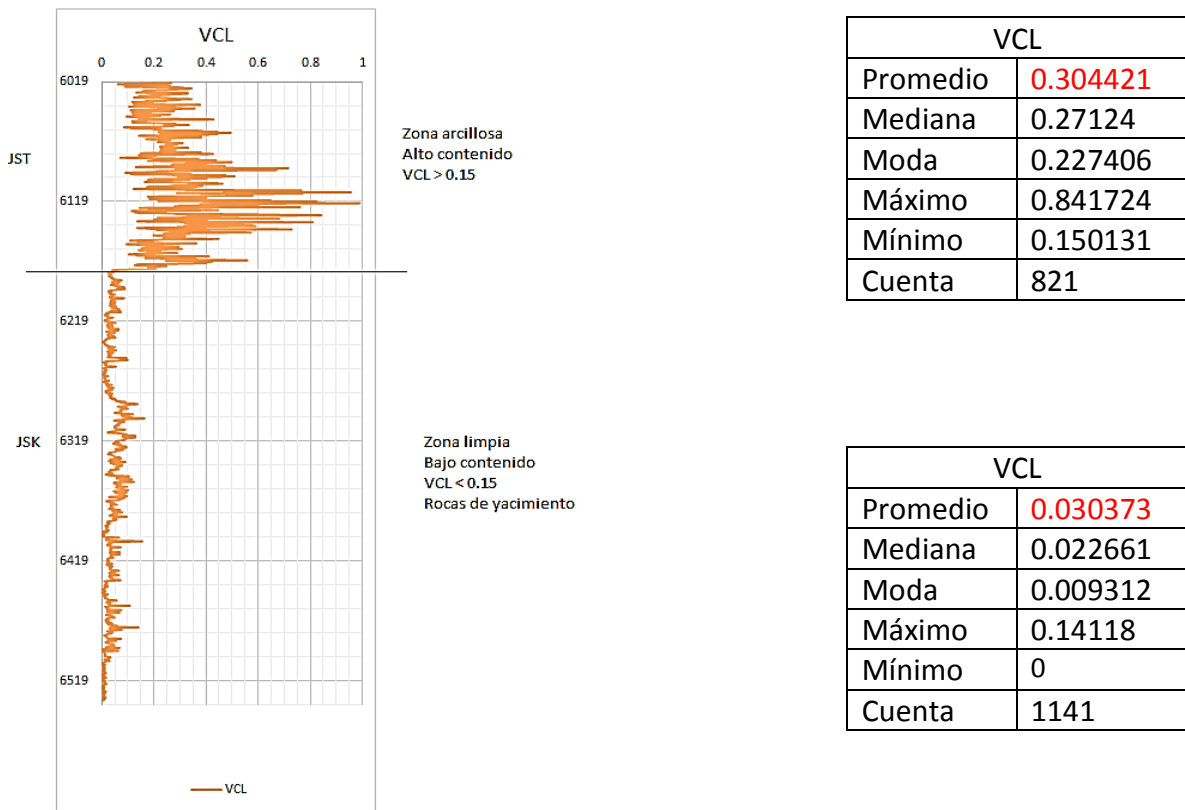 VCL
0 0.2 0.4 0.6 0.8 1
6019
6119
6219
6319
6419
6519
JST
JSK
VCL
Zona arcillosa
Alto contenido
VCL > 0.15
Zona limpia
Bajo contenido
VCL < 0.15
Rocas de yacimiento
VCL
Promedio 0.304421
Mediana 0.27124
Moda 0.227406
Máximo 0.841724
Mínimo 0.150131
Cuenta 821
VCL
Promedio 0.030373
Mediana 0.022661
Moda 0.009312
Máximo 0.14118
Mínimo 0
Cuenta 1141